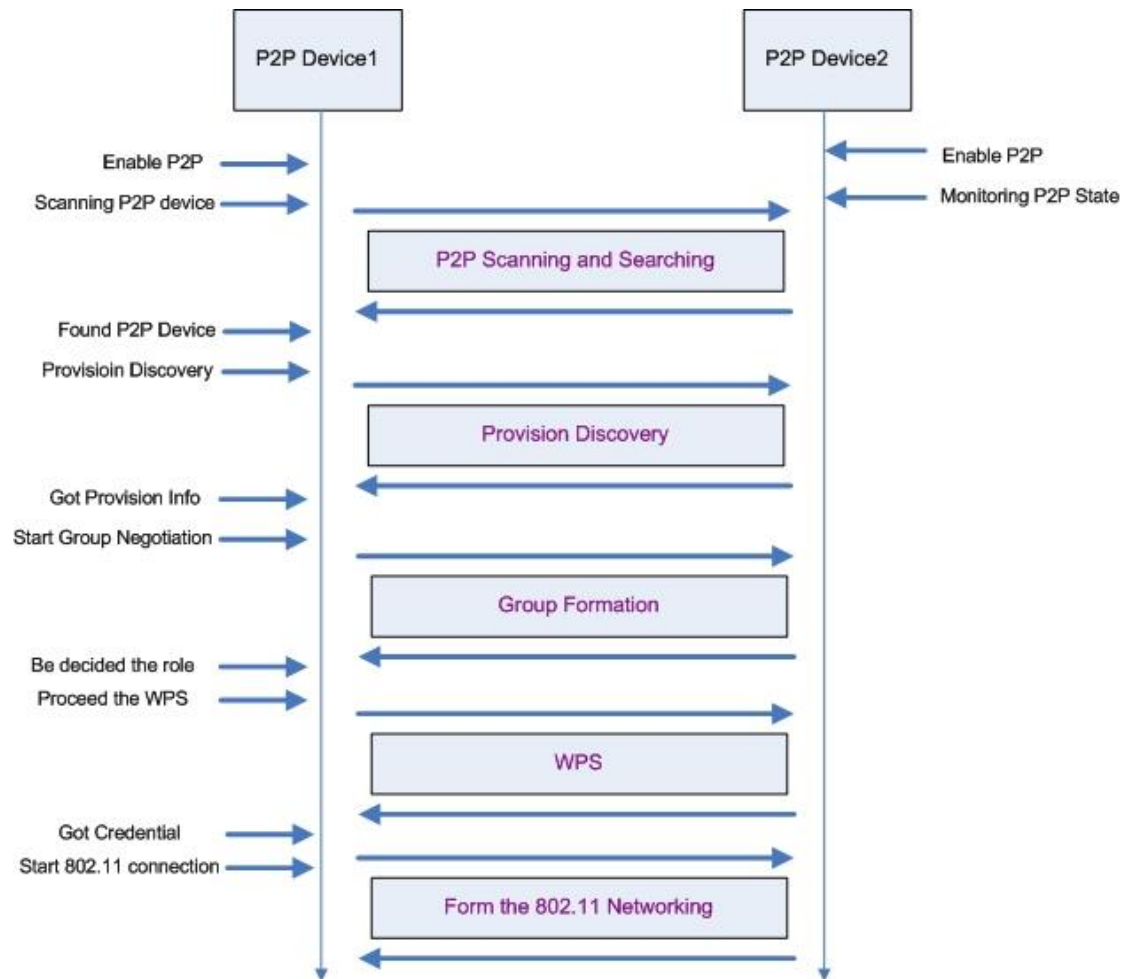 P2P Device1
P2P Device2
Enable P2P
Enable P2P
Scanning P2P device
Monitoring P2P State
P2P Scanning and Searching
Found P2P Device
Provisioin Discovery
Provision Discovery
Got Provision Info
Start Group Negotiation
Group Formation
Be decided the role
Proceed the WPS
WPS
Got Credential
Start 802.11 connection
Form the 802.11 Networking